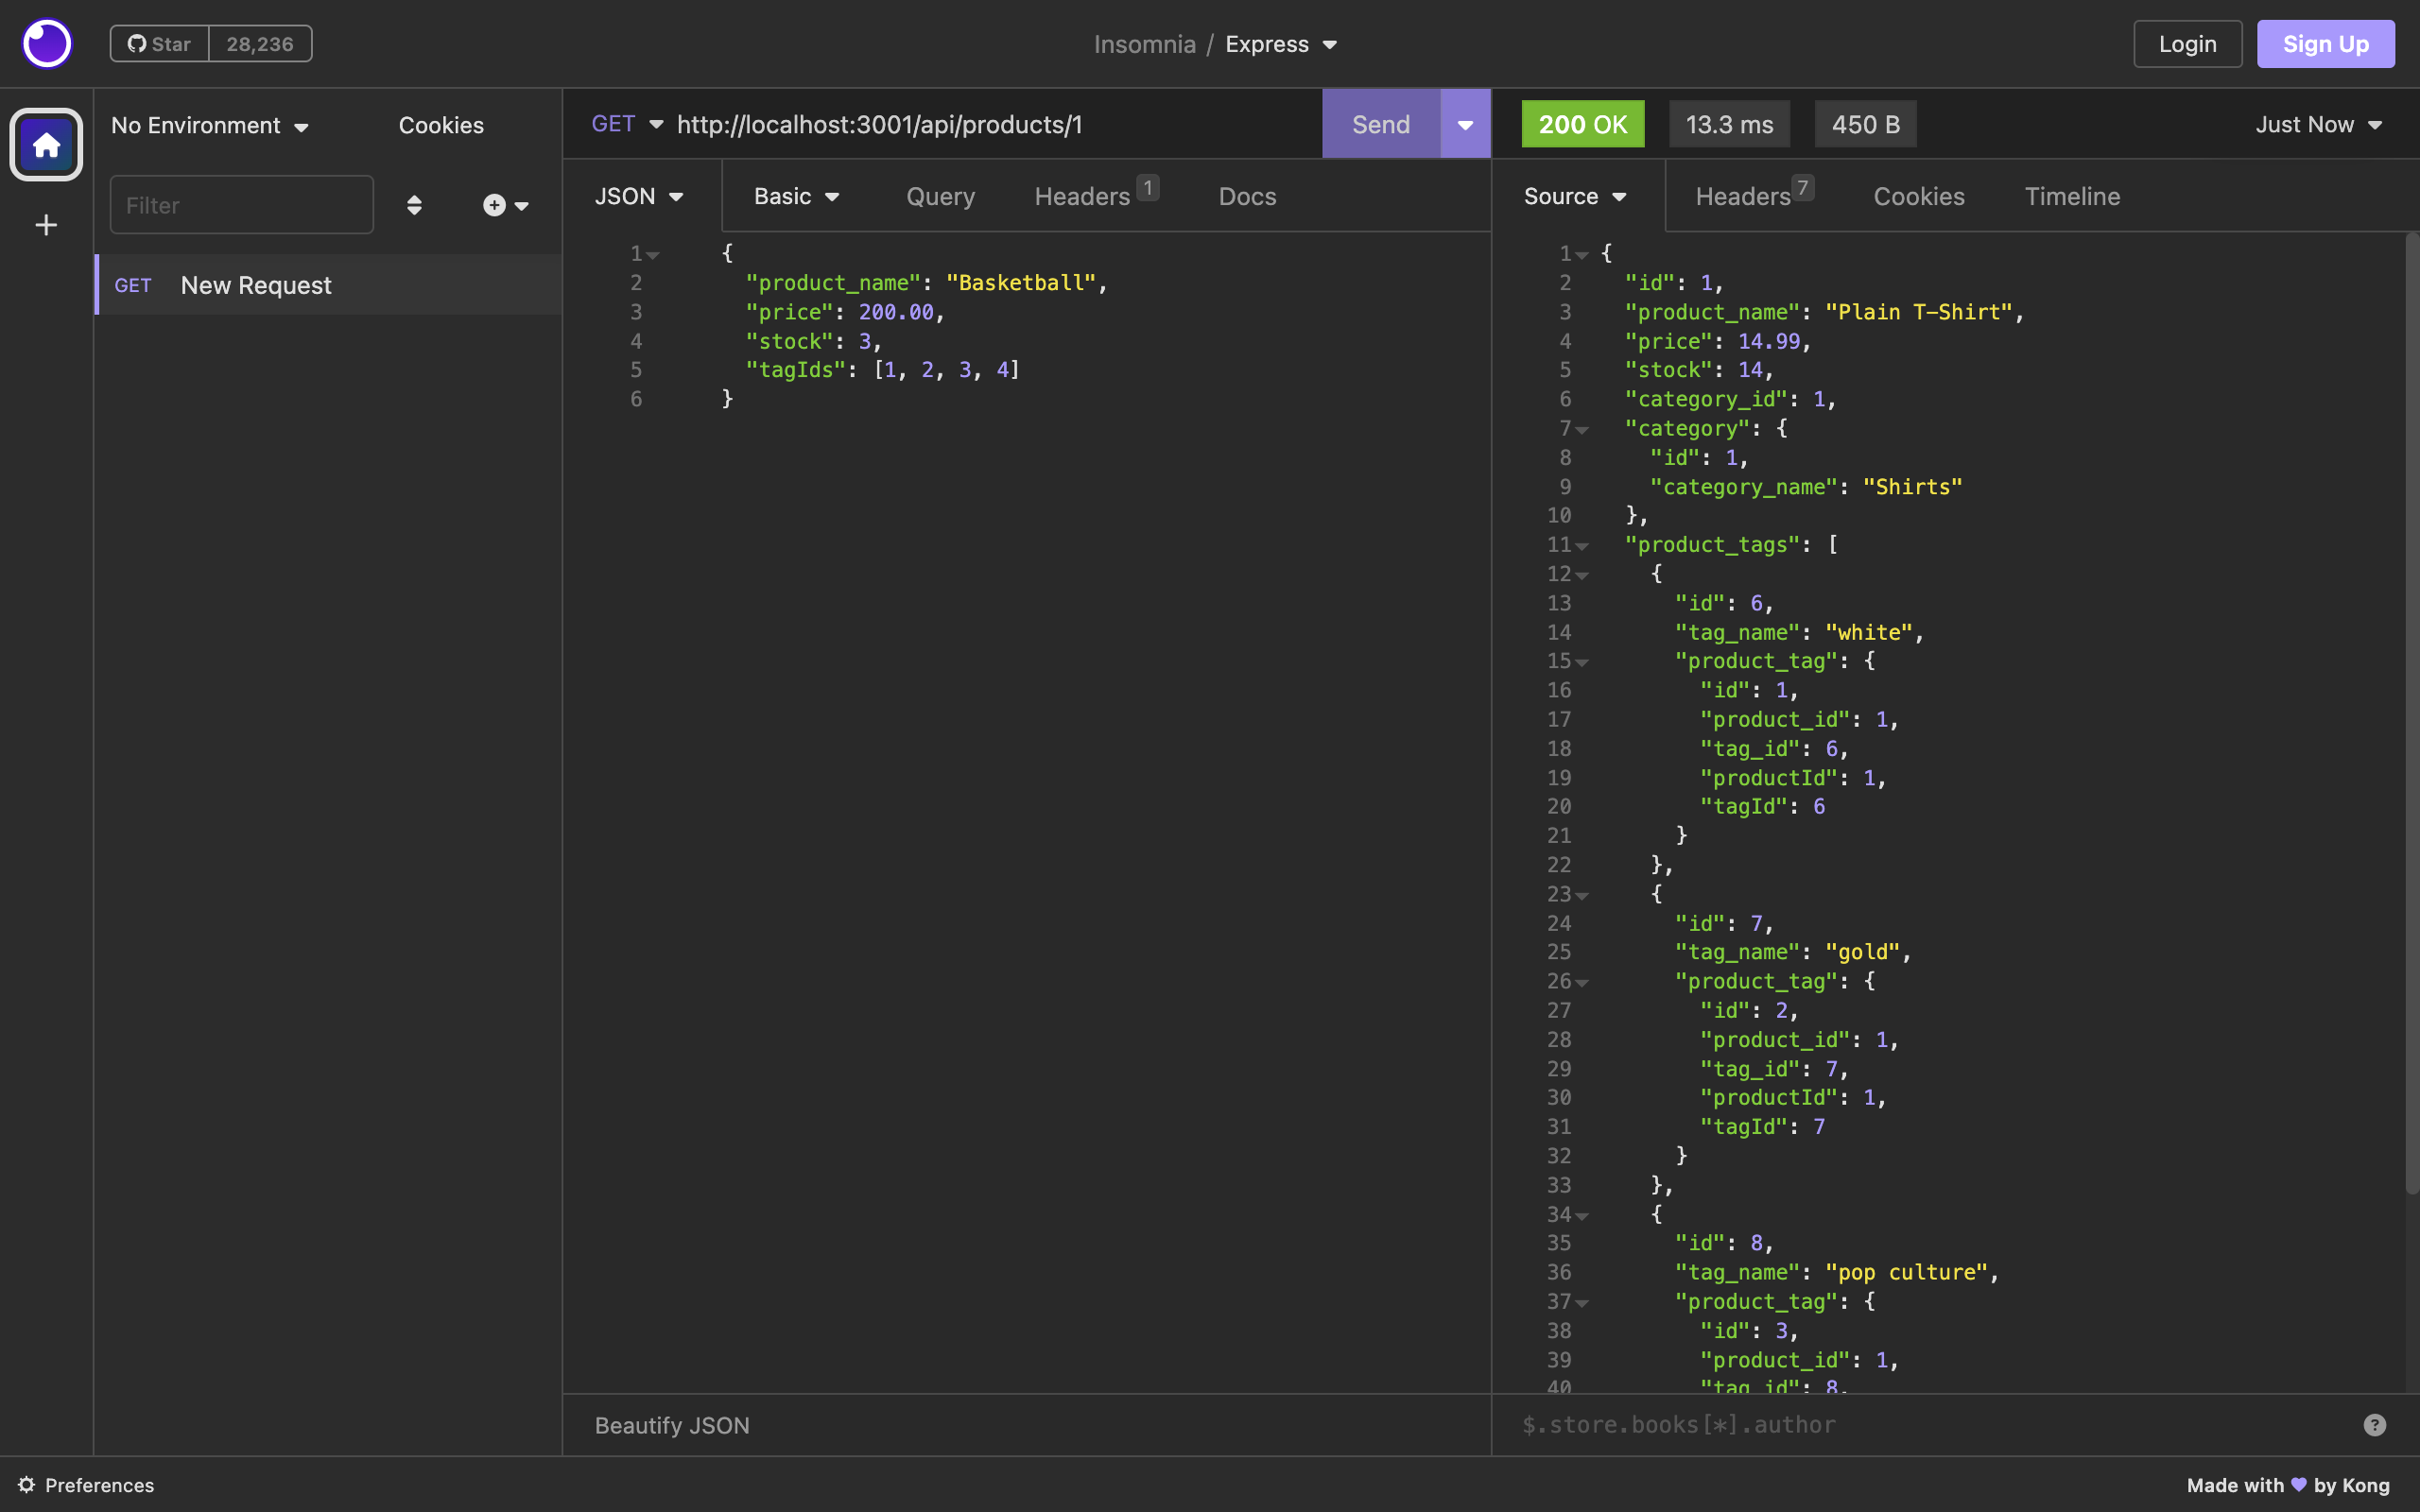 Star 28,236
Insomnia / Express
Login
Sign Up
No Environment
Cookies
Filter
GET New Request
GET http://localhost:3001/api/products/1
Send
200 OK
13.3 ms
450 B
Just Now
JSON
Basic
Query
Headers 1
Docs
1 {
2 "product_name": "Basketball",
3 "price": 200.00,
4 "stock": 3,
5 "tagIds": [1, 2, 3, 4]
6 }
Beautify JSON
Source
Headers 7
Cookies
Timeline
1 {
2 "id": 1,
3 "product_name": "Plain T-Shirt",
4 "price": 14.99,
5 "stock": 14,
6 "category_id": 1,
7 "category": {
8 "id": 1,
9 "category_name": "Shirts"
10 },
11 "product_tags": [
12 {
13 "id": 6,
14 "tag_name": "white",
15 "product_tag": {
16 "id": 1,
17 "product_id": 1,
18 "tag_id": 6,
19 "productId": 1,
20 "tagId": 6
21 }
22 },
23 {
24 "id": 7,
25 "tag_name": "gold",
26 "product_tag": {
27 "id": 2,
28 "product_id": 1,
29 "tag_id": 7,
30 "productId": 1,
31 "tagId": 7
32 }
33 },
34 {
35 "id": 8,
36 "tag_name": "pop culture",
37 "product_tag": {
38 "id": 3,
39 "product_id": 1,
40 "tag_id": 8,
$.store.books[*].author
?
Preferences
Made with 💜 by Kong